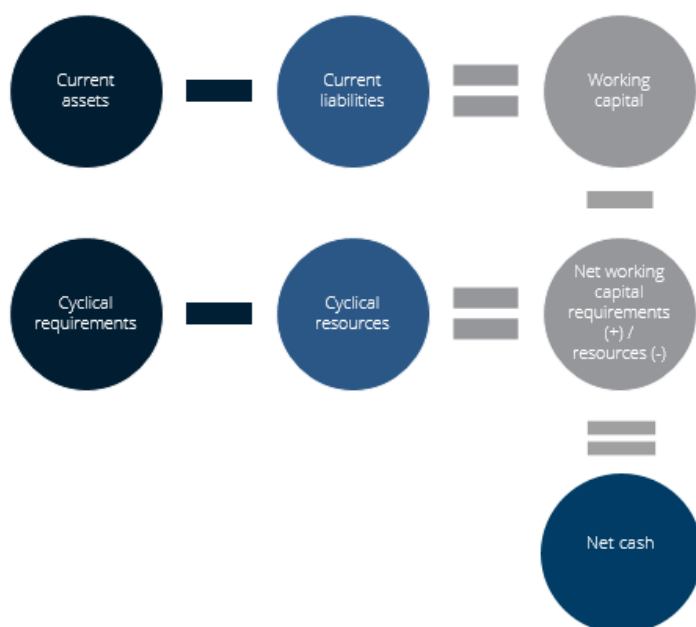 Current
assets
Current
liabilities
Working
capital
Cyclical
requirements
Cyclical
resources
Net working
capital
requirements
(+) /
resources (-)
Net cash